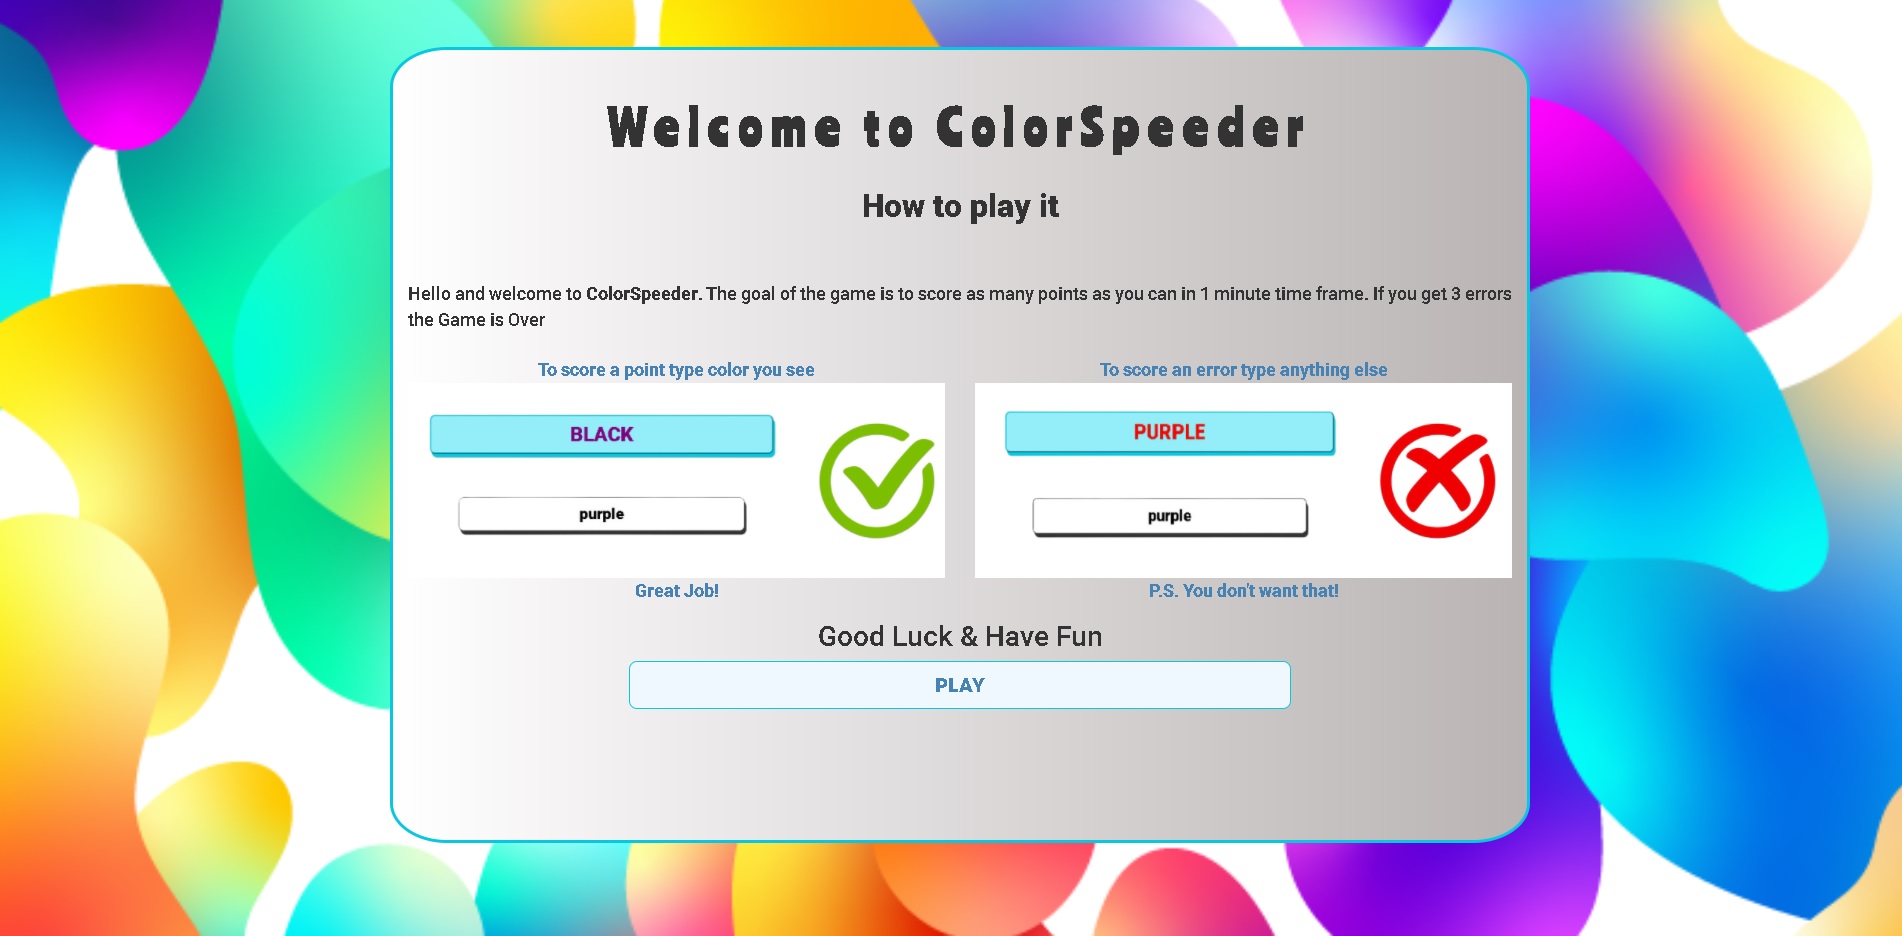 Welcome to ColorSpeeder
How to play it
Hello and welcome to ColorSpeeder. The goal of the game is to score as many points as you can in 1 minute time frame. If you get 3 errors
the Game is Over
To score a point type color you see
BLACK
purple
Great Job!
To score an error type anything else
PURPLE
purple
P.S. You don't want that!
Good Luck & Have Fun
PLAY